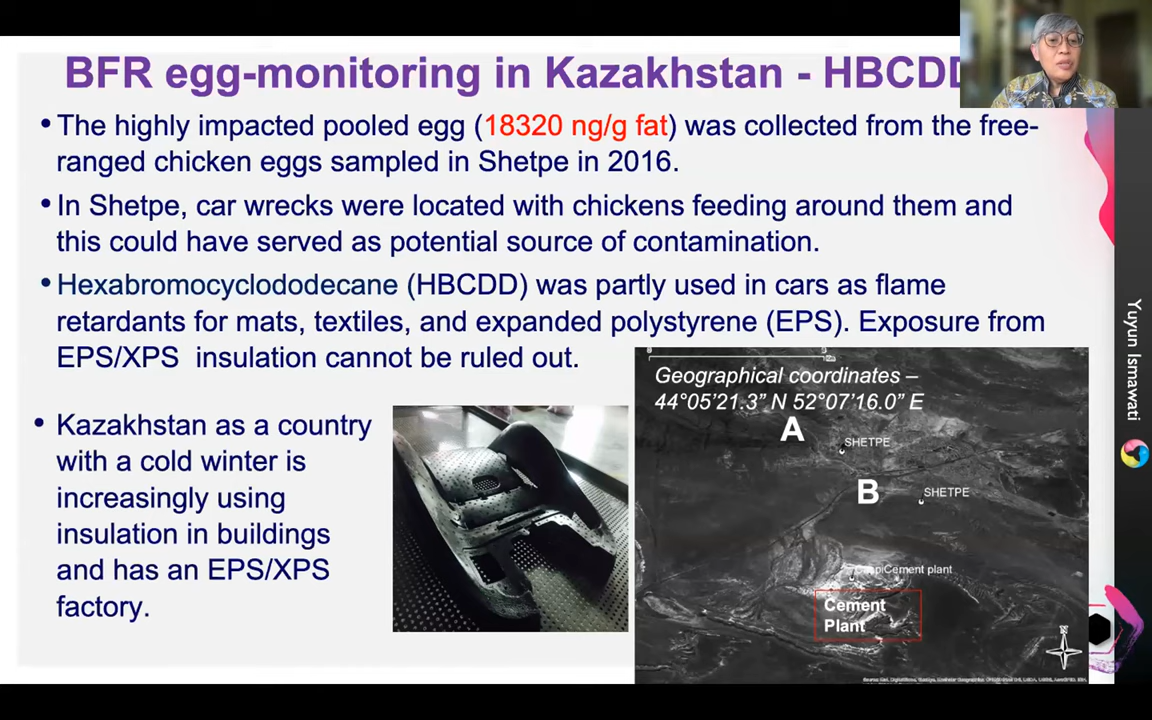 BFR egg-monitoring in Kazakhstan - HBCDD
• The highly impacted pooled egg (18320 ng/g fat) was collected from the free-
ranged chicken eggs sampled in Shetpe in 2016.
• In Shetpe, car wrecks were located with chickens feeding around them and
this could have served as potential source of contamination.
• Hexabromocyclododecane (HBCDD) was partly used in cars as flame
retardants for mats, textiles, and expanded polystyrene (EPS). Exposure from
EPS/XPS insulation cannot be ruled out.
• Kazakhstan as a country
with a cold winter is
increasingly using
insulation in buildings
and has an EPS/XPS
factory.
Geographical coordinates –
44°05'21.3” N 52°07'16.0” E
A
SHETPE
B
SHETPE
CaspiCement plant
Cement
Plant
N
Yuyun Ismawati